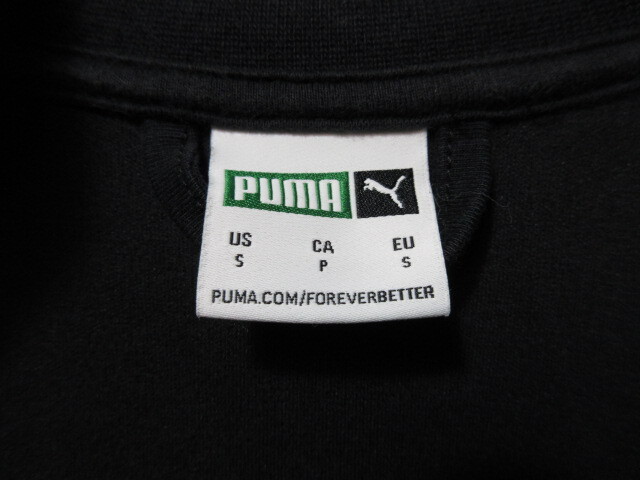 PUMA
US CA EU
S P S
PUMA.COM/FOREVERBETTER